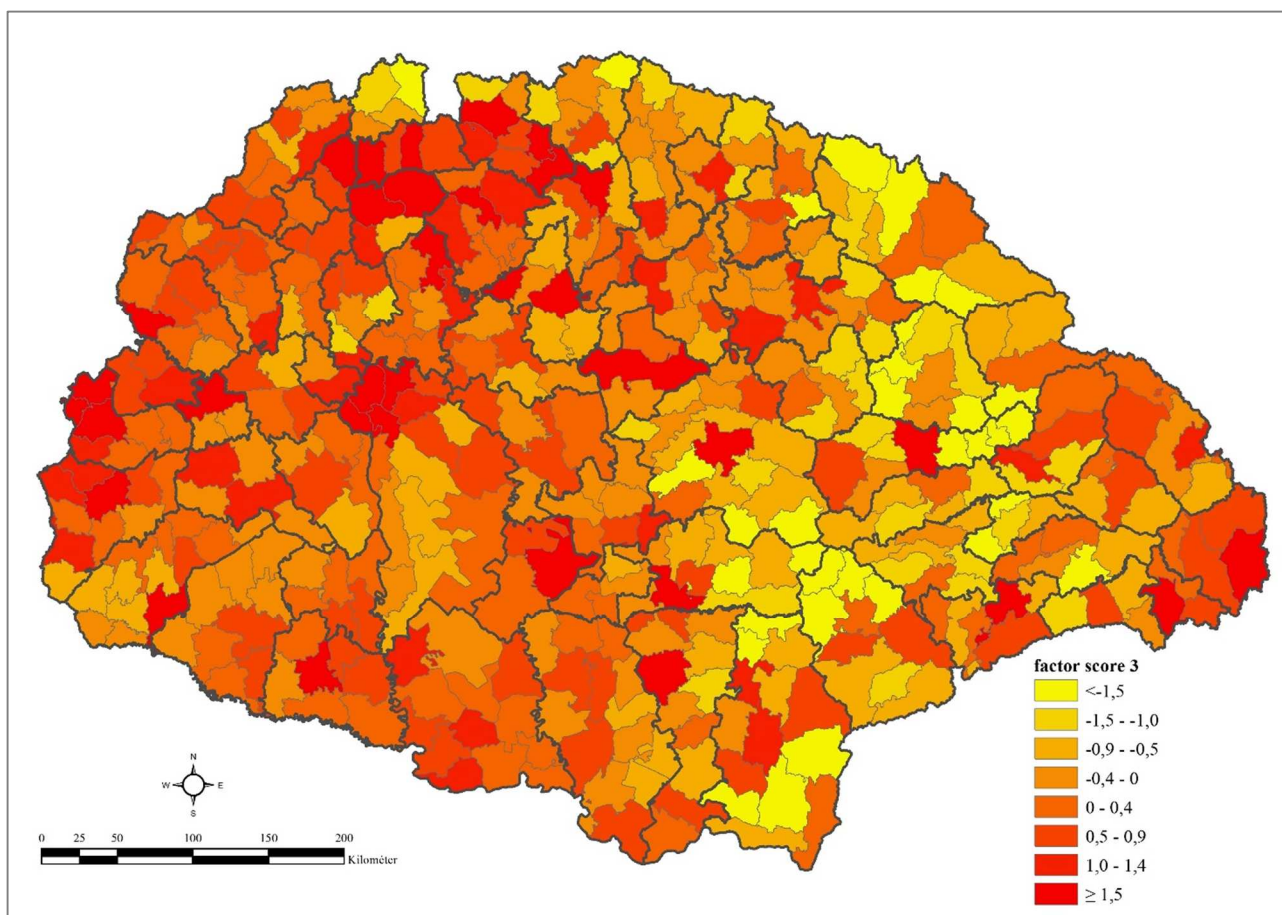 factor score 3
<-1,5
-1,5 - -1,0
-0,9 - -0,5
-0,4 - 0
0 - 0,4
0,5 - 0,9
1,0 - 1,4
≥ 1,5
N
W E
S
0 25 50 100 150 200
Kilométer